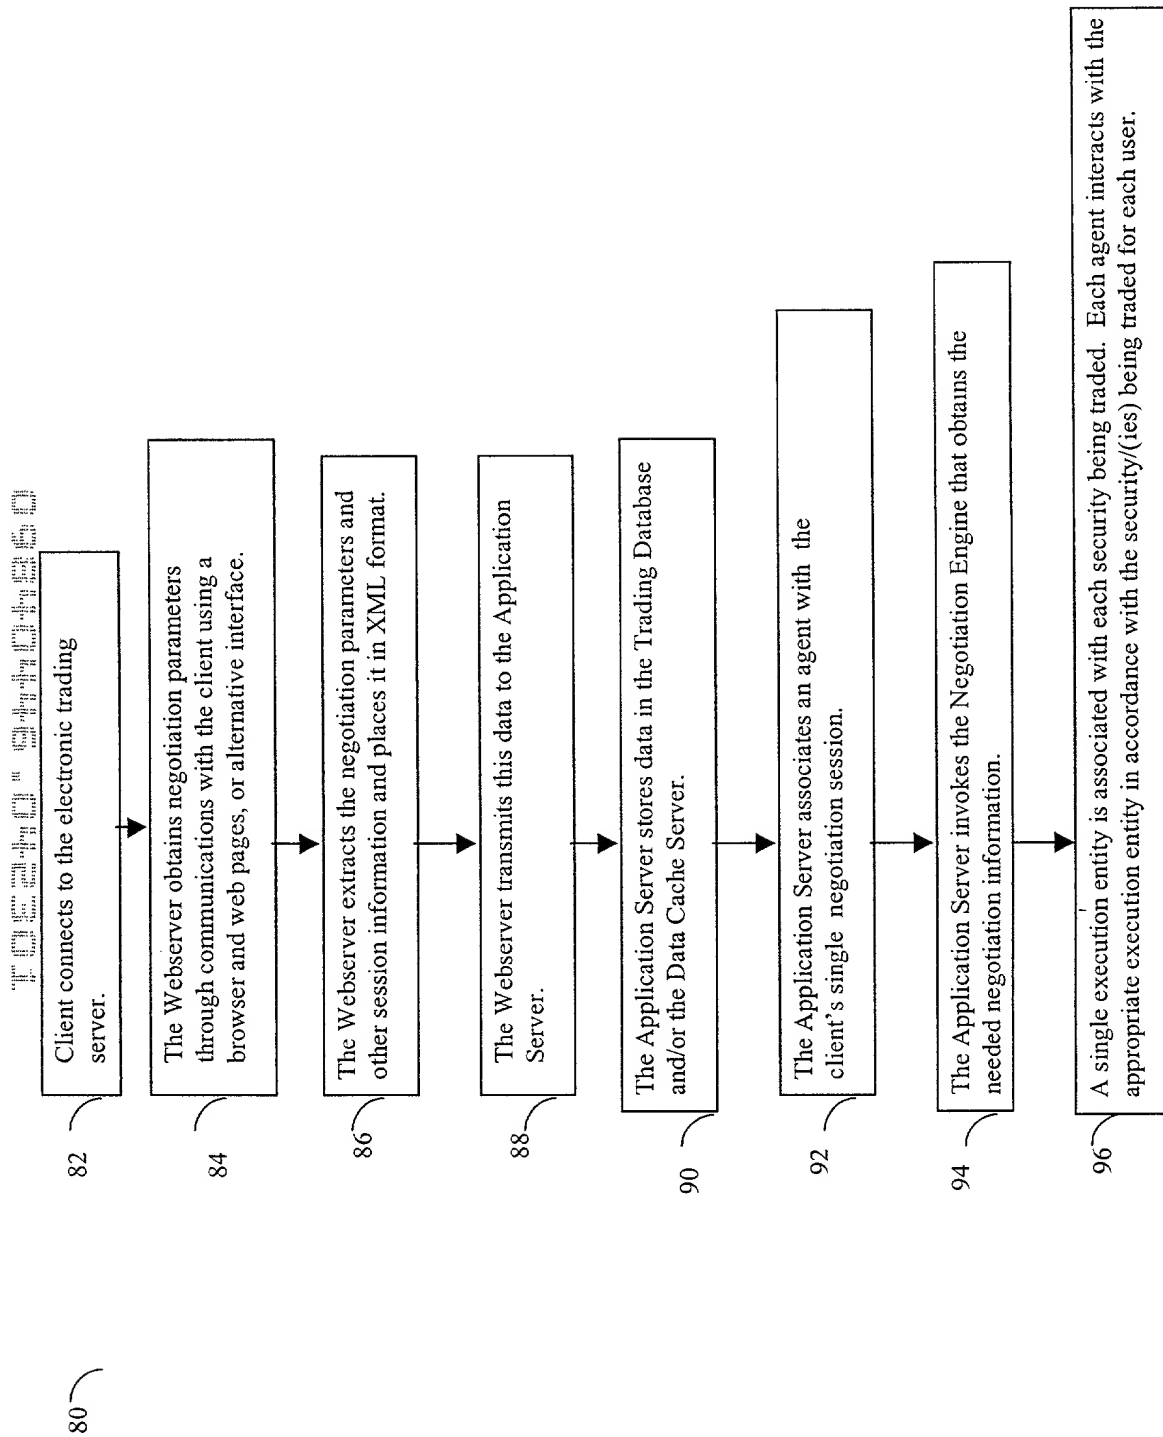 80
82
Client connects to the electronic trading
server.
84
The Webserver obtains negotiation parameters
through communications with the client using a
browser and web pages, or alternative interface.
86
The Webserver extracts the negotiation parameters and
other session information and places it in XML format.
88
The Webserver transmits this data to the Application
Server.
90
The Application Server stores data in the Trading Database
and/or the Data Cache Server.
92
The Application Server associates an agent with the
client's single negotiation session.
94
The Application Server invokes the Negotiation Engine that obtains the
needed negotiation information.
96
A single execution entity is associated with each security being traded. Each agent interacts with the
appropriate execution entity in accordance with the security/(ies) being traded for each user.